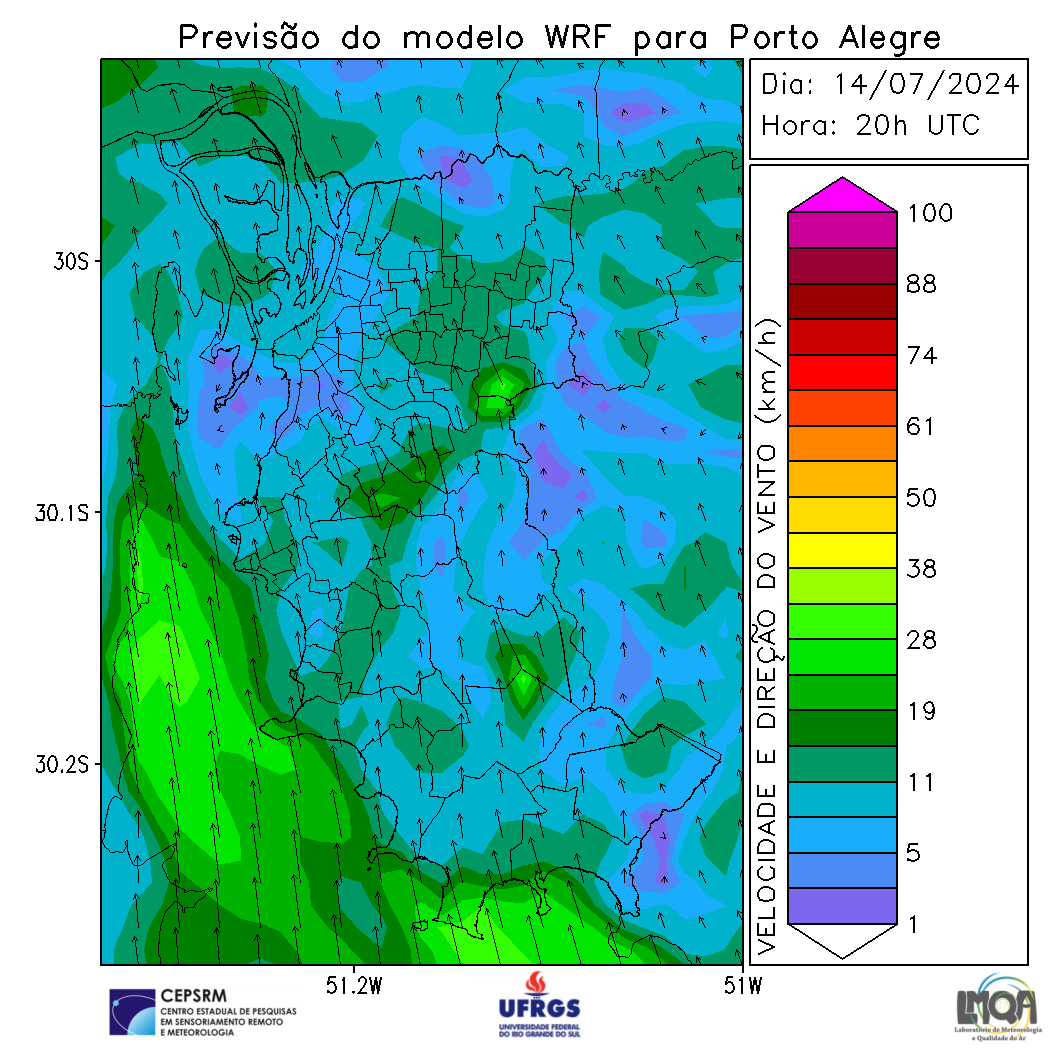 Previsão do modelo WRF para Porto Alegre
Dia: 14/07/2024
Hora: 20h UTC
30S
30.1S
30.2S
51.2W
51W
VELOCIDADE E DIREÇÃO DO VENTO (km/h)
100
88
74
61
50
38
28
19
11
5
1
CEPSRM
CENTRO ESTADUAL DE PESQUISAS
EM SENSORIAMENTO REMOTO
E METEOROLOGIA
UFRGS
UNIVERSIDADE FEDERAL
DO RIO GRANDE DO SUL
LMQA
Laboratório de Meteorologia
e Qualidade do Ar